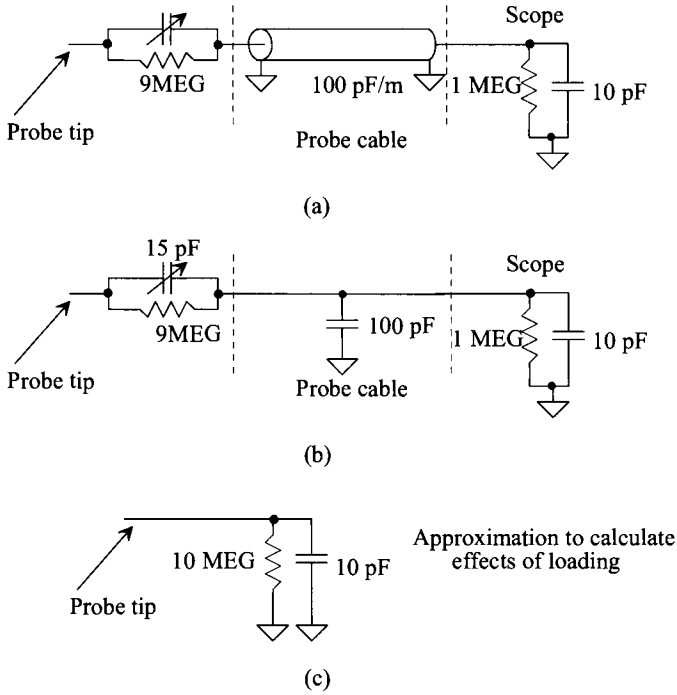 Scope
9MEG
100 pF/m
1 MEG
10 pF
Probe tip
Probe cable
(a)
15 pF
Scope
9MEG
100 pF
1 MEG
10 pF
Probe tip
Probe cable
(b)
10 MEG
10 pF
Approximation to calculate
effects of loading
Probe tip
(c)